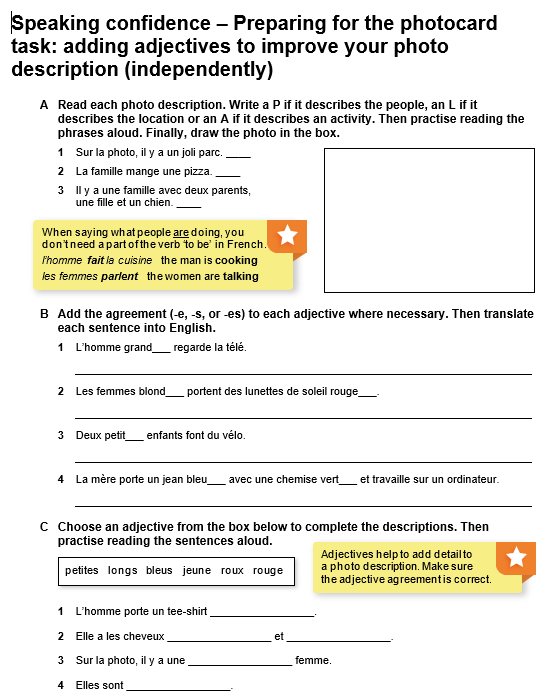 Speaking confidence – Preparing for the photocard
task: adding adjectives to improve your photo
description (independently)
A Read each photo description. Write a P if it describes the people, an L if it
describes the location or an A if it describes an activity. Then practise reading the
phrases aloud. Finally, draw the photo in the box.
1 Sur la photo, il y a un joli parc. ____
2 La famille mange une pizza. ____
3 Il y a une famille avec deux parents,
une fille et un chien. ____
When saying what people are doing, you
don't need a part of the verb 'to be' in French.
l'homme fait la cuisine the man is cooking
les femmes parlent the women are talking
B Add the agreement (-e, -s, or -es) to each adjective where necessary. Then translate
each sentence into English.
1 L'homme grand___ regarde la télé.
2 Les femmes blond___ portent des lunettes de soleil rouge___.
3 Deux petit___ enfants font du vélo.
4 La mère porte un jean bleu___ avec une chemise vert___ et travaille sur un ordinateur.
C Choose an adjective from the box below to complete the descriptions. Then
practise reading the sentences aloud.
petites longs bleus jeune roux rouge
Adjectives help to add detail to
a photo description. Make sure
the adjective agreement is correct.
1 L'homme porte un tee-shirt __________________.
2 Elle a les cheveux __________________ et __________________.
3 Sur la photo, il y a une __________________ femme.
4 Elles sont __________________.